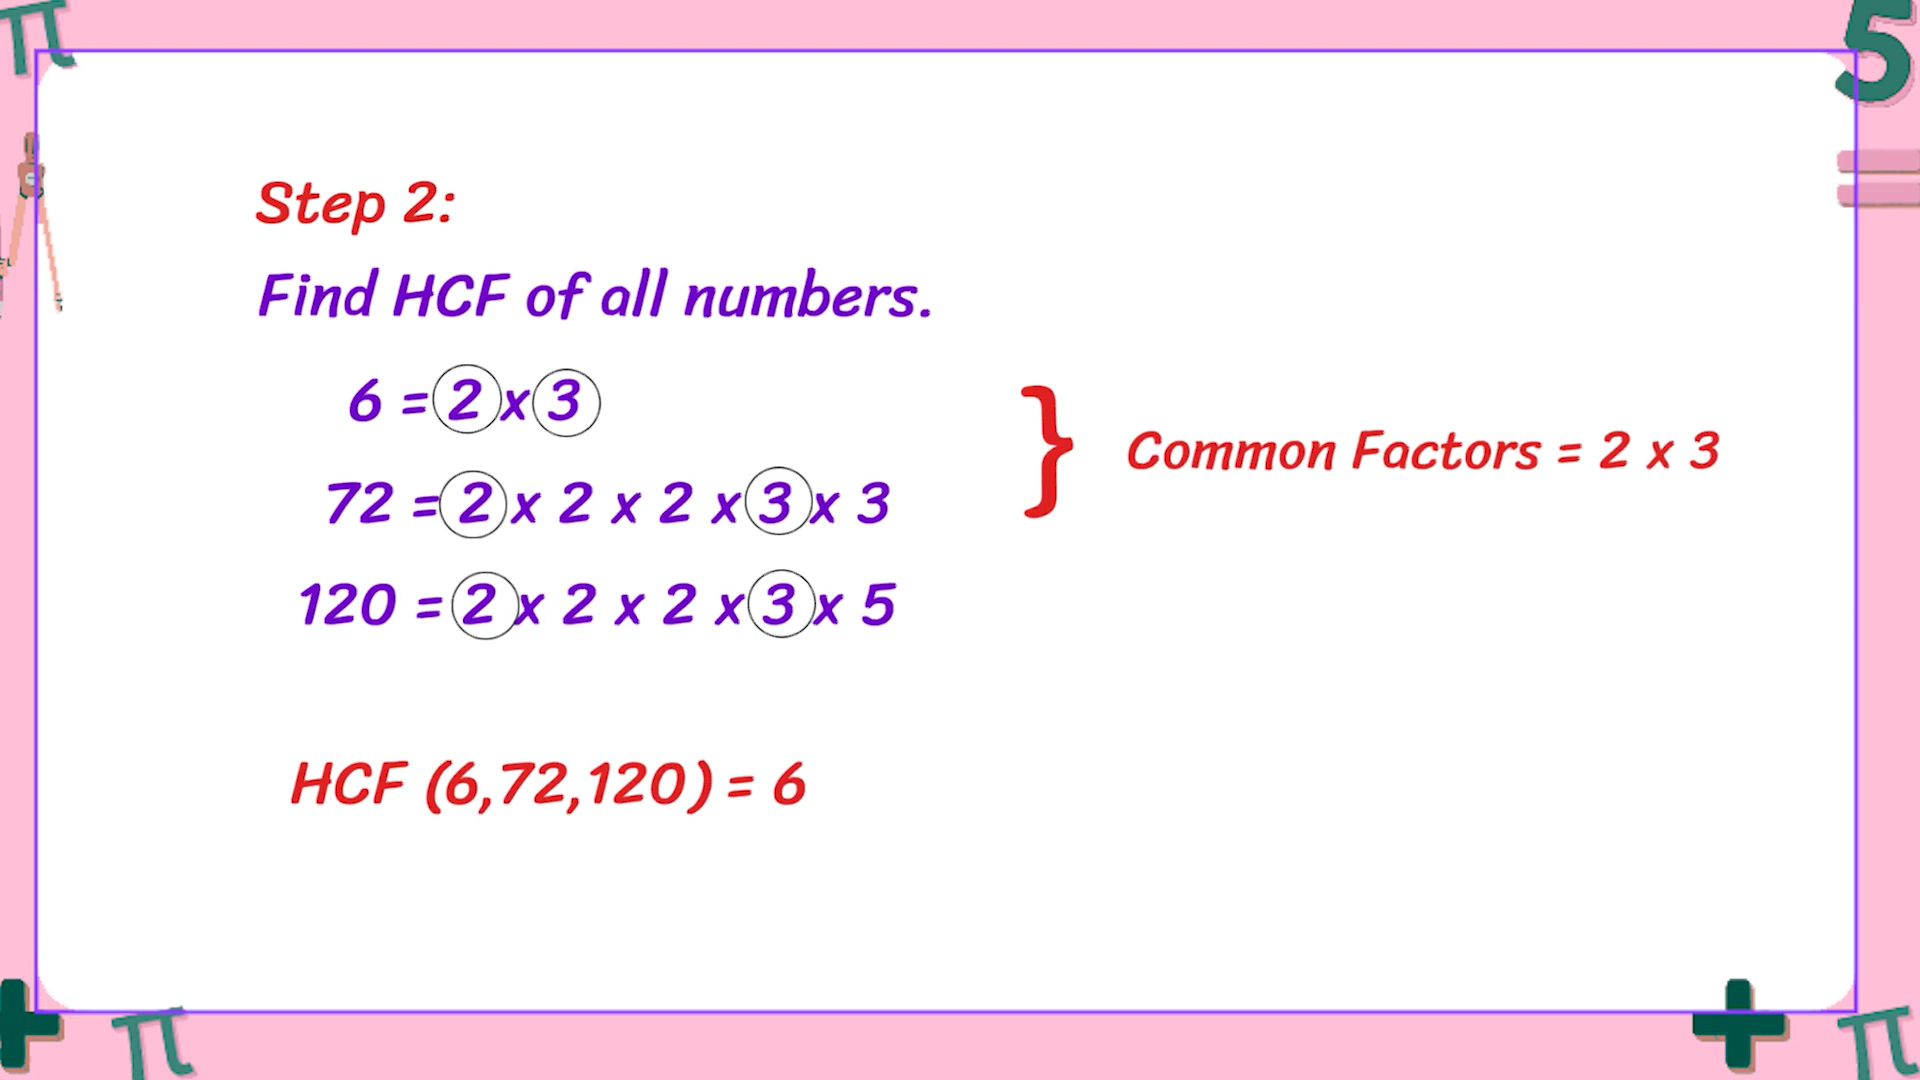 Step 2:
Find HCF of all numbers.
6 = 2 x 3
72 = 2 x 2 x 2 x 3 x 3
120 = 2 x 2 x 2 x 3 x 5
} Common Factors = 2 x 3
HCF (6,72,120) = 6
5
π
π
π